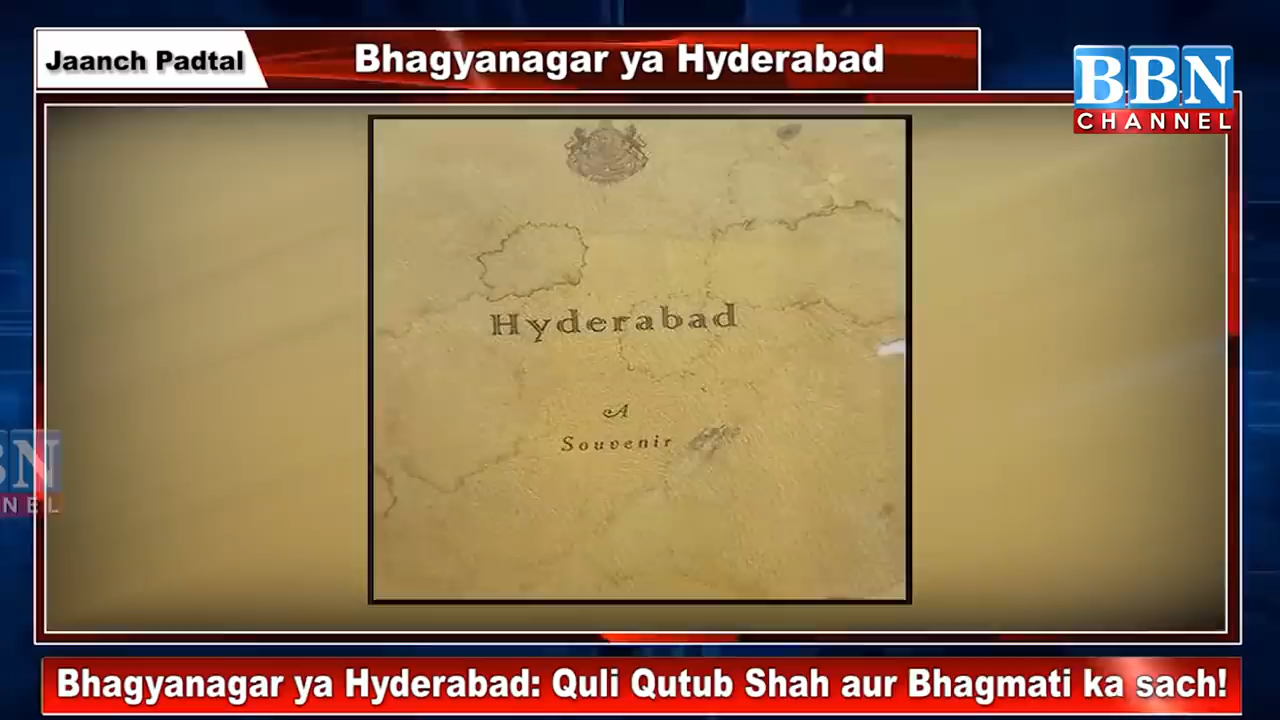 Jaanch Padtal
Bhagyanagar ya Hyderabad
BBN
CHANNEL
Hyderabad
A
Souvenir
BN
NNEL
Bhagyanagar ya Hyderabad: Quli Qutub Shah aur Bhagmati ka sach!